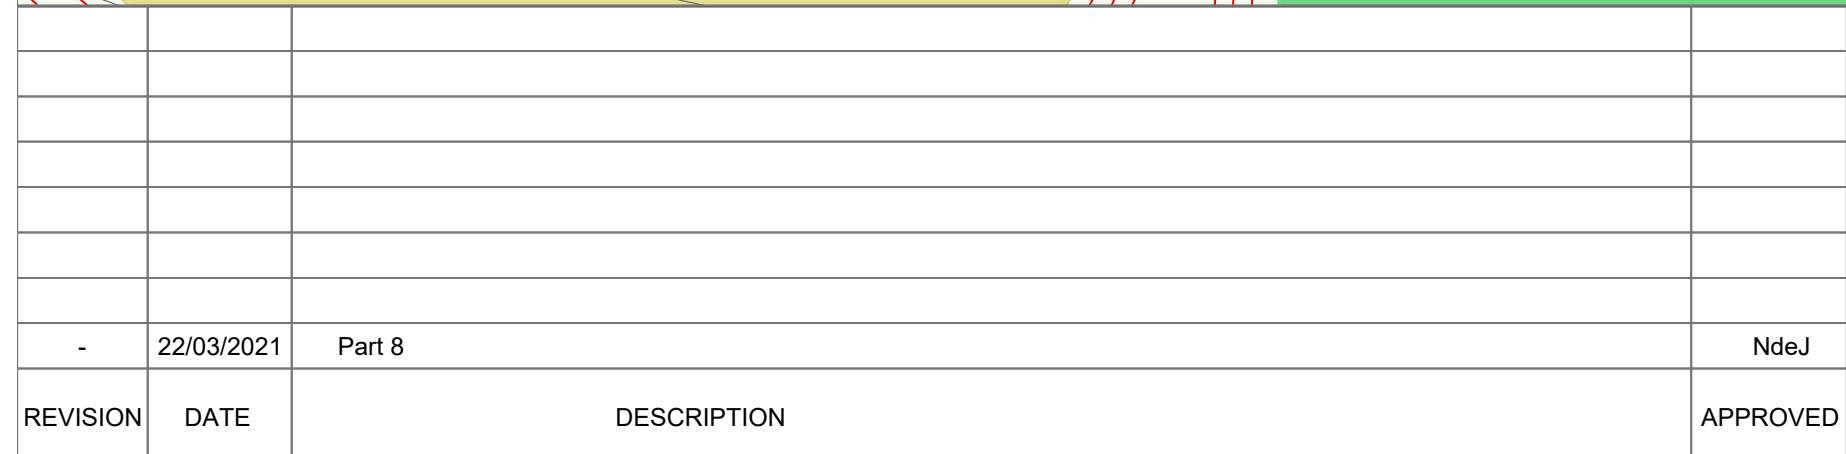 - 22/03/2021 Part 8 NdeJ
REVISION DATE DESCRIPTION APPROVED